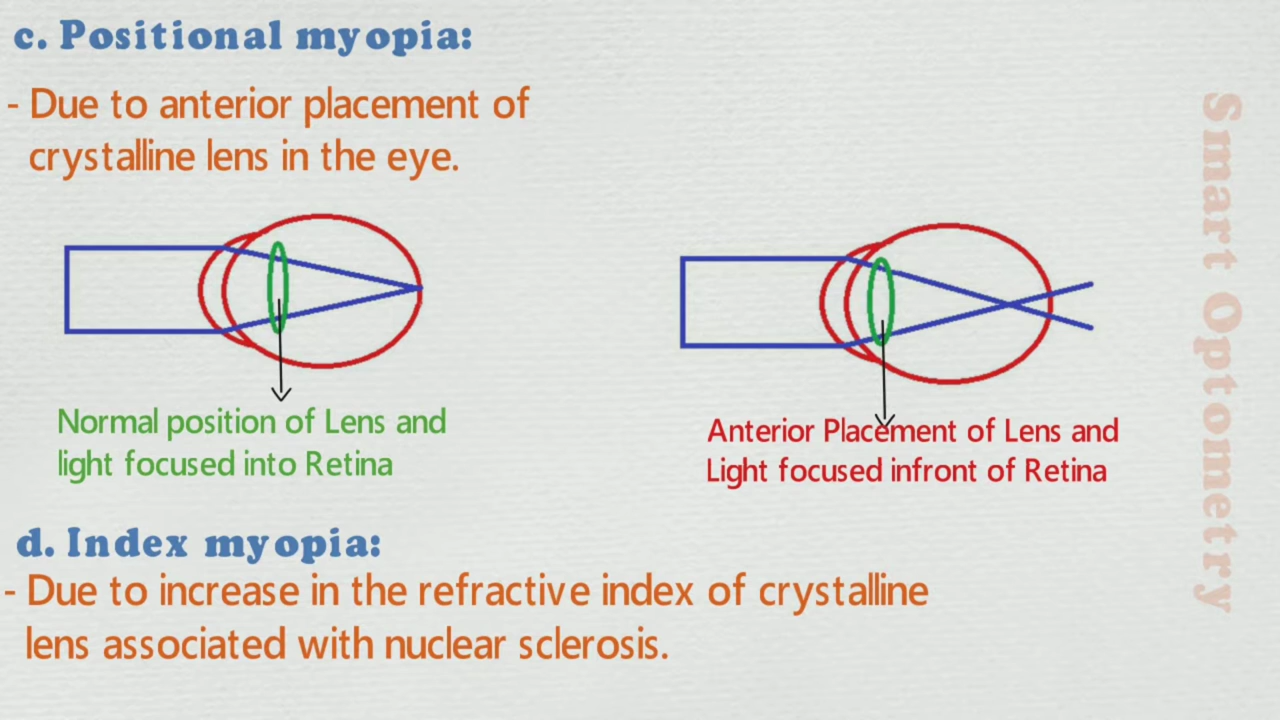 c. Positional myopia:
- Due to anterior placement of
crystalline lens in the eye.
Normal position of Lens and
light focused into Retina
Anterior Placement of Lens and
Light focused infront of Retina
d. Index myopia:
- Due to increase in the refractive index of crystalline
lens associated with nuclear sclerosis.
Smart Optometry